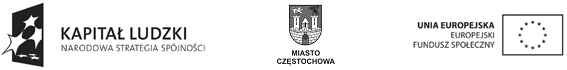 KAPITAŁ LUDZKI
NARODOWA STRATEGIA SPÓJNOŚCI
MIASTO
CZĘSTOCHOWA
UNIA EUROPEJSKA
EUROPEJSKI
FUNDUSZ SPOŁECZNY